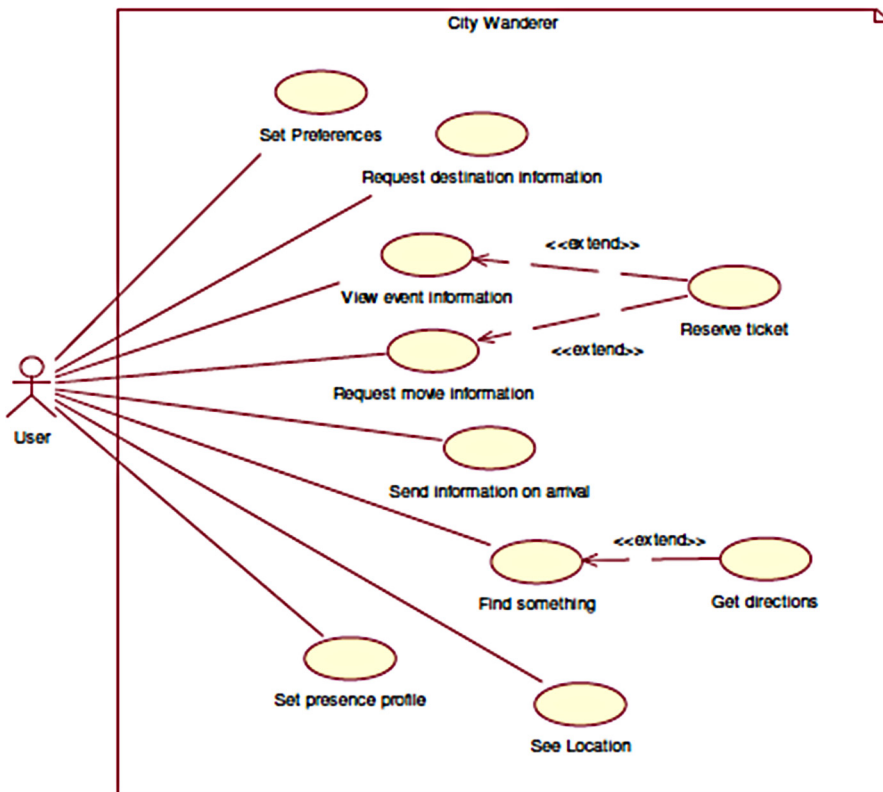 City Wanderer
Set Preferences
Request destination information
<<extend>>
View event information
Reserve ticket
<<extend>>
Request movie information
User
Send information on arrival
<<extend>>
Find something
Get directions
Set presence profile
See Location